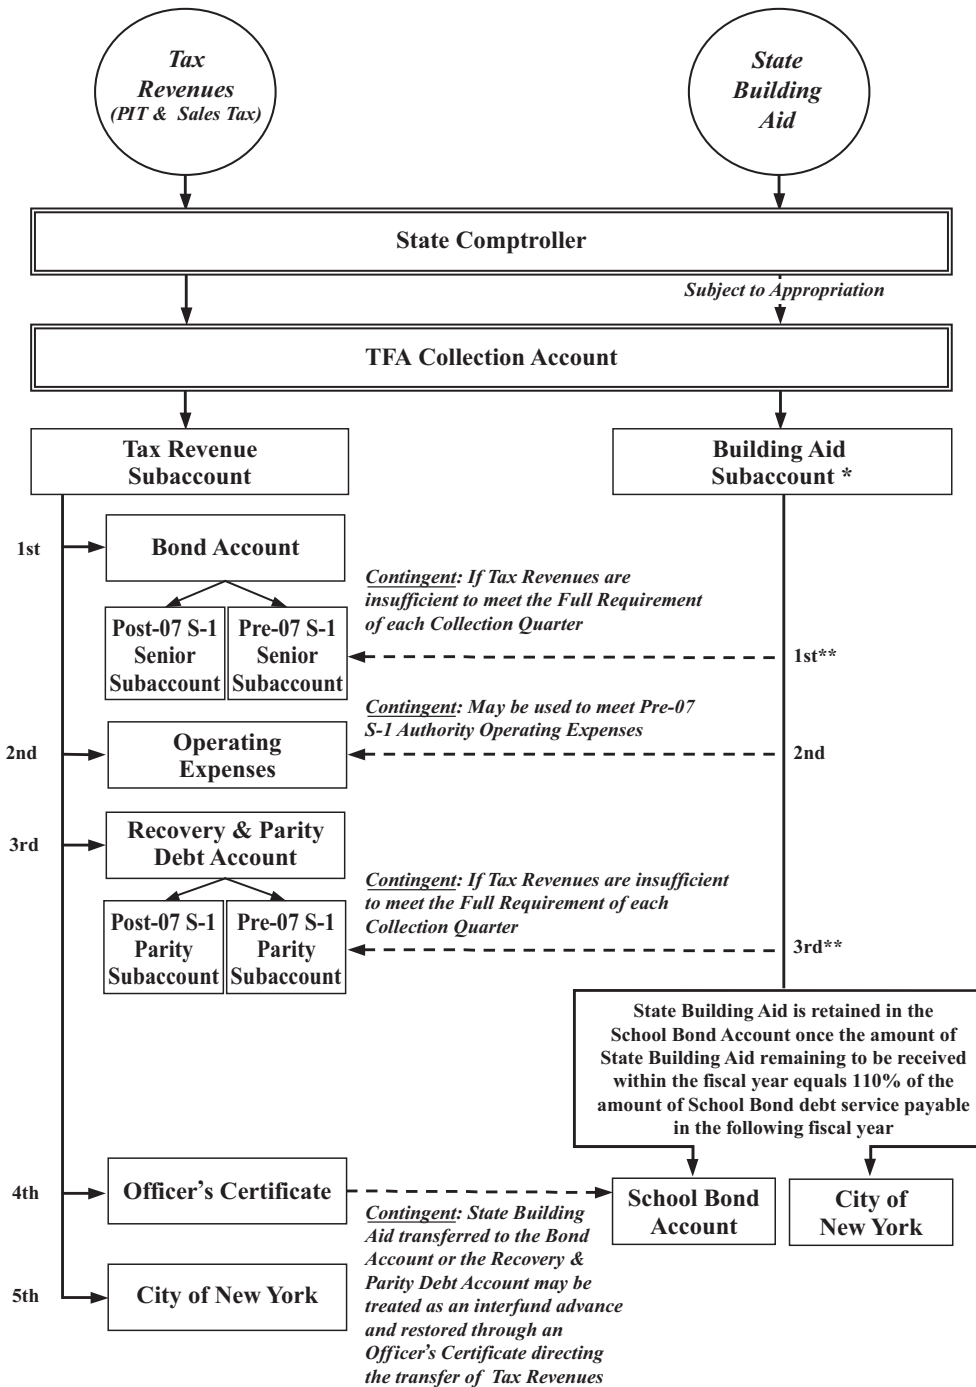 Tax
Revenues
(PIT & Sales Tax)
State
Building
Aid
State Comptroller
Subject to Appropriation
TFA Collection Account
Tax Revenue
Subaccount
Building Aid
Subaccount *
1st
Bond Account
Contingent: If Tax Revenues are
insufficient to meet the Full Requirement
of each Collection Quarter
Post-07 S-1
Senior
Subaccount
Pre-07 S-1
Senior
Subaccount
1st**
Contingent: May be used to meet Pre-07
S-1 Authority Operating Expenses
2nd
Operating
Expenses
2nd
3rd
Recovery & Parity
Debt Account
Contingent: If Tax Revenues are insufficient
to meet the Full Requirement of each
Collection Quarter
Post-07 S-1
Parity
Subaccount
Pre-07 S-1
Parity
Subaccount
3rd**
State Building Aid is retained in the
School Bond Account once the amount of
State Building Aid remaining to be received
within the fiscal year equals 110% of the
amount of School Bond debt service payable
in the following fiscal year
4th
Officer's Certificate
School Bond
Account
City of
New York
Contingent: State Building
Aid transferred to the Bond
Account or the Recovery &
Parity Debt Account may be
treated as an interfund advance
and restored through an
Officer's Certificate directing
the transfer of Tax Revenues
5th
City of New York